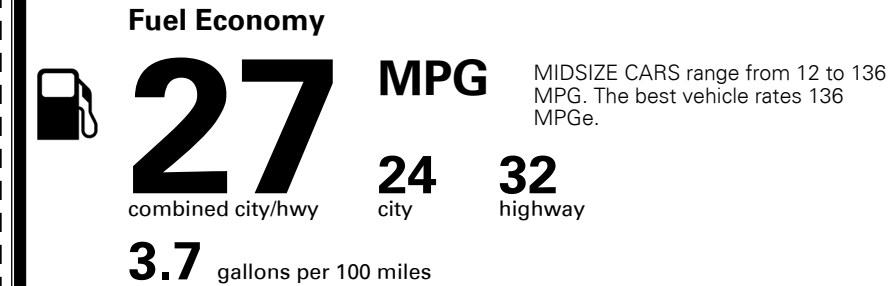 Fuel Economy
27 MPG
MIDSIZE CARS range from 12 to 136
MPG. The best vehicle rates 136
MPGe.
combined city/hwy
24
city
32
highway
3.7 gallons per 100 miles